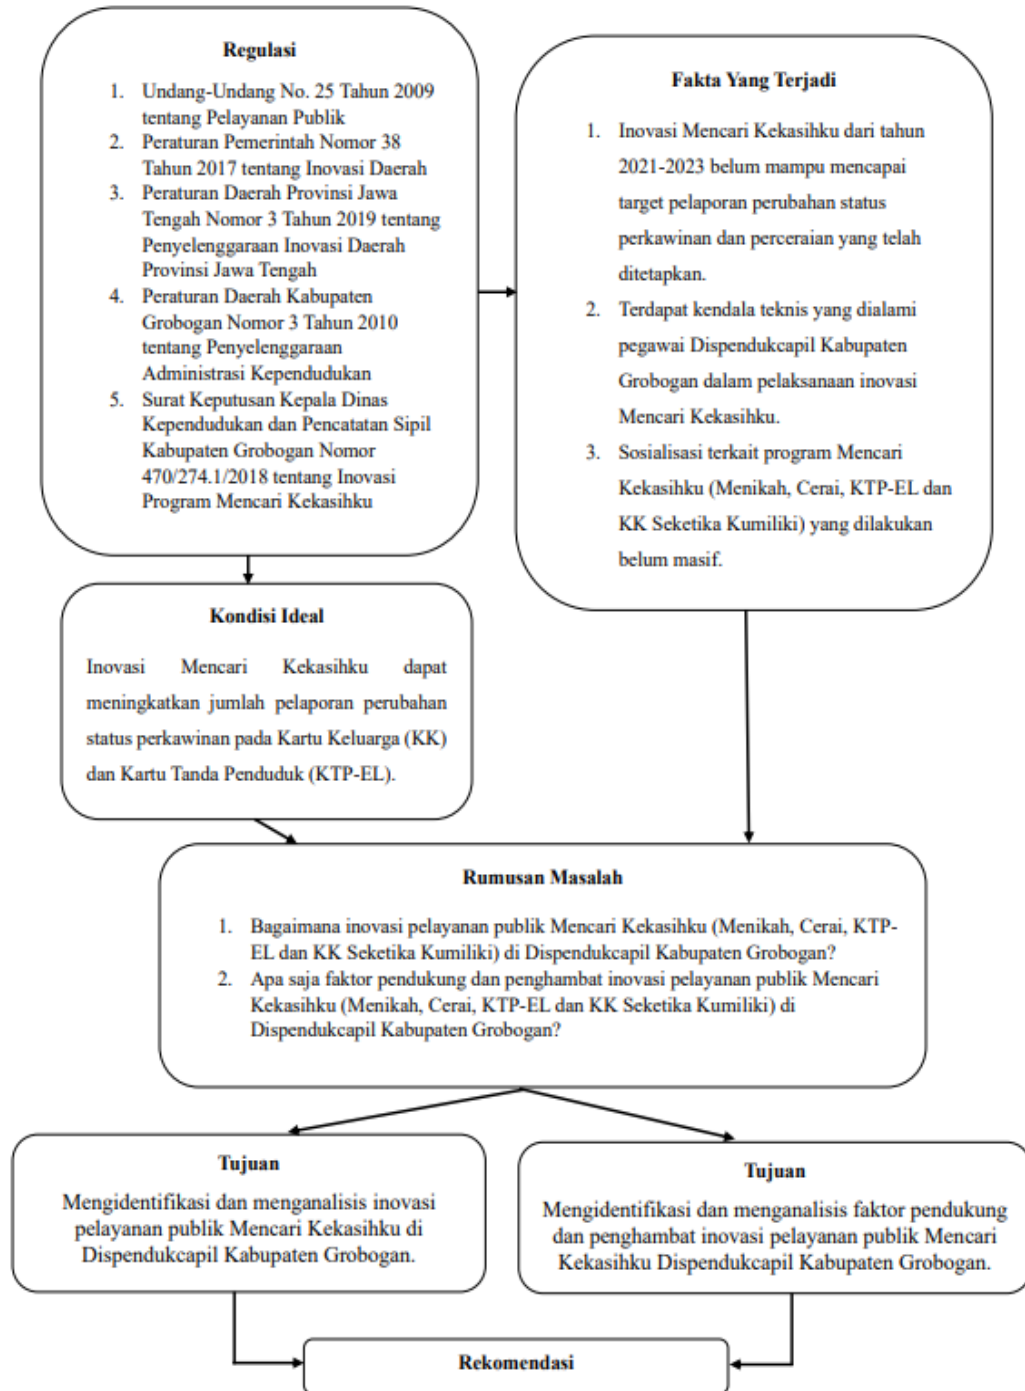 Regulasi
1. Undang-Undang No. 25 Tahun 2009
tentang Pelayanan Publik
2. Peraturan Pemerintah Nomor 38
Tahun 2017 tentang Inovasi Daerah
3. Peraturan Daerah Provinsi Jawa
Tengah Nomor 3 Tahun 2019 tentang
Penyelenggaraan Inovasi Daerah
Provinsi Jawa Tengah
4. Peraturan Daerah Kabupaten
Grobogan Nomor 3 Tahun 2010
tentang Penyelenggaraan
Administrasi Kependudukan
5. Surat Keputusan Kepala Dinas
Kependudukan dan Pencatatan Sipil
Kabupaten Grobogan Nomor
470/274.1/2018 tentang Inovasi
Program Mencari Kekasihku
Fakta Yang Terjadi
1. Inovasi Mencari Kekasihku dari tahun
2021-2023 belum mampu mencapai
target pelaporan perubahan status
perkawinan dan perceraian yang telah
ditetapkan.
2. Terdapat kendala teknis yang dialami
pegawai Dispendukcapil Kabupaten
Grobogan dalam pelaksanaan inovasi
Mencari Kekasihku.
3. Sosialisasi terkait program Mencari
Kekasihku (Menikah, Cerai, KTP-EL dan
KK Seketika Kumiliki) yang dilakukan
belum masif.
Kondisi Ideal
Inovasi Mencari Kekasihku dapat
meningkatkan jumlah pelaporan perubahan
status perkawinan pada Kartu Keluarga (KK)
dan Kartu Tanda Penduduk (KTP-EL).
Rumusan Masalah
1. Bagaimana inovasi pelayanan publik Mencari Kekasihku (Menikah, Cerai, KTP-
EL dan KK Seketika Kumiliki) di Dispendukcapil Kabupaten Grobogan?
2. Apa saja faktor pendukung dan penghambat inovasi pelayanan publik Mencari
Kekasihku (Menikah, Cerai, KTP-EL dan KK Seketika Kumiliki) di
Dispendukcapil Kabupaten Grobogan?
Tujuan
Mengidentifikasi dan menganalisis inovasi
pelayanan publik Mencari Kekasihku di
Dispendukcapil Kabupaten Grobogan.
Tujuan
Mengidentifikasi dan menganalisis faktor pendukung
dan penghambat inovasi pelayanan publik Mencari
Kekasihku Dispendukcapil Kabupaten Grobogan.
Rekomendasi